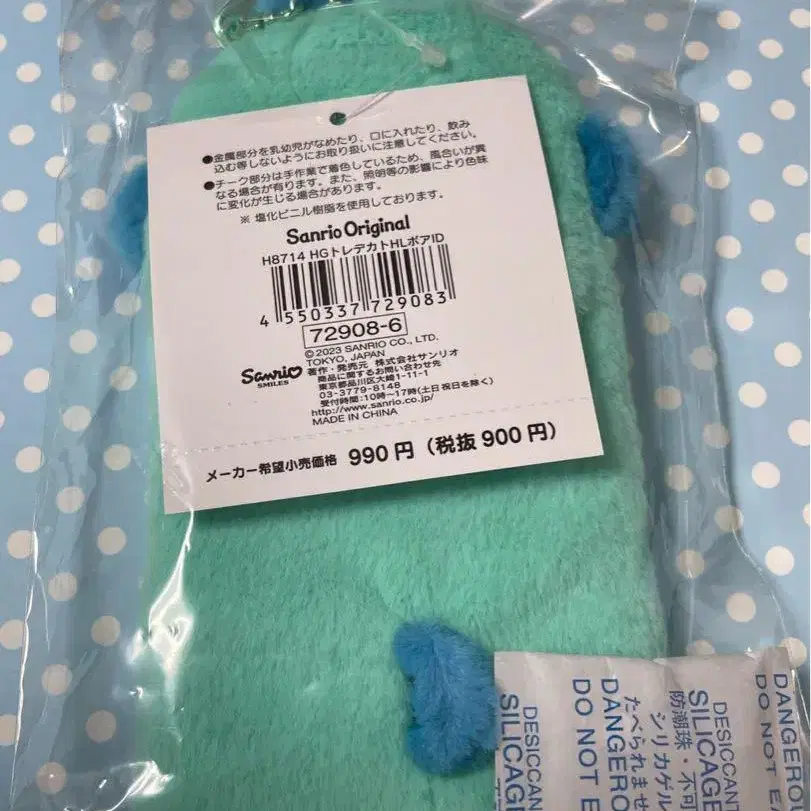 ●金属部分を乳幼児がなめたり、口に入れたり、飲み
込む等しないようにお取り扱いに注意してください。
●チーク部分は手作業で着色しているため、風合いが異
なる場合が有ります。また、照明等の影響により色味
に変化が生じる場合があります。
※ 塩化ビニル樹脂を使用しております。
Sanrio Original
H8714 HGトレデカトHLボアID
4 550337 729083
72908-6
© 2023 SANRIO CO., LTD.
TOKYO, JAPAN
著作・発売元 株式会社サンリオ
商品に関するお問い合わせ先
東京都品川区大崎1-11-1
03-3779-8148
受付時間:10時〜17時(土日祝日を除く)
http://www.sanrio.co.jp/
MADE IN CHINA
Sanrio
SMILES
メーカー希望小売価格 990円(税抜900円)
DESICCAN
SILICAG
DANGERO
DO NOT E
たべられませ
シリカゲル
防潮珠・不可
SILICAGE
DESICCAN
DANGERO
DO NOT EA